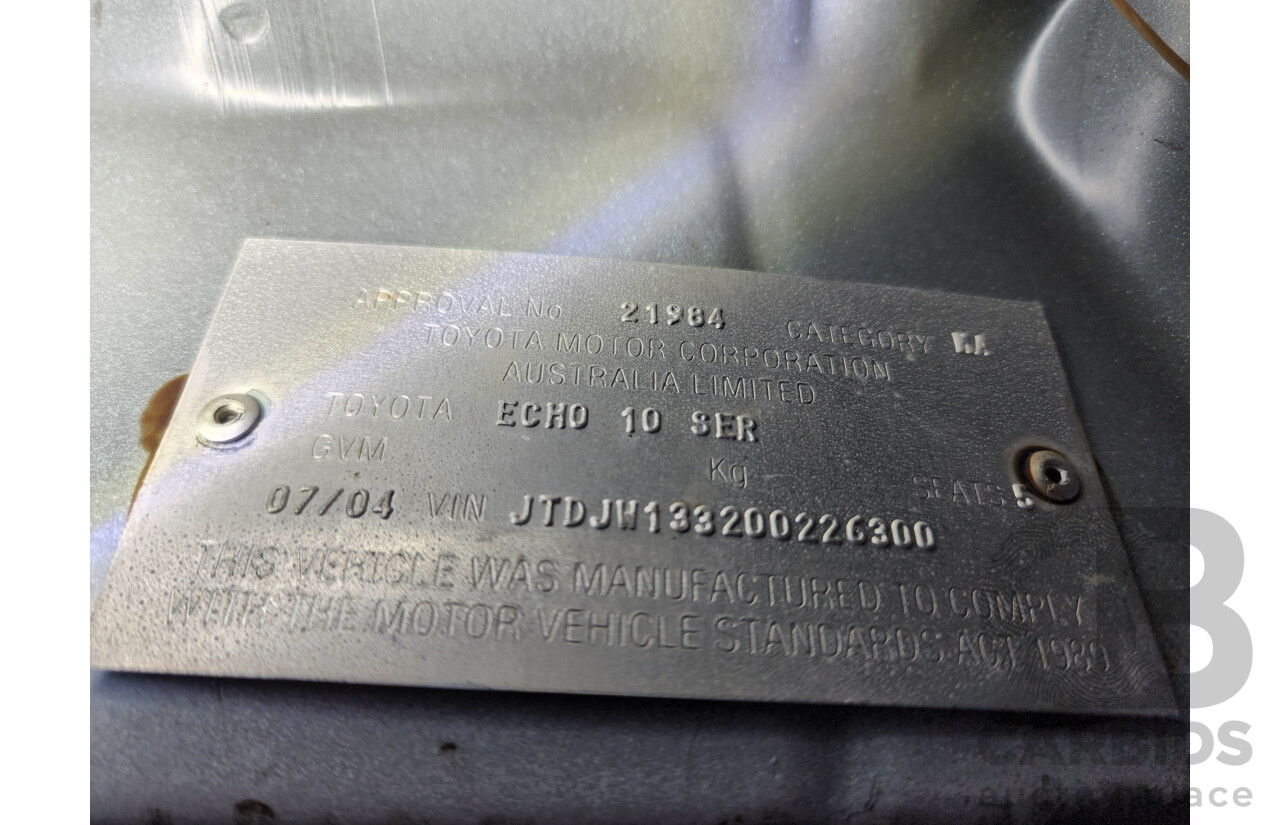 APPROVAL No 21984 CATEGORY
TOYOTA MOTOR CORPORATION
AUSTRALIA LIMITED
TOYOTA ECHO 10 SER
GVM Kg SEATS 5
07/04 VIN JTDJW133200226300
THIS VEHICLE WAS MANUFACTURED TO COMPLY
WITH THE MOTOR VEHICLE STANDARDS ACT 1989